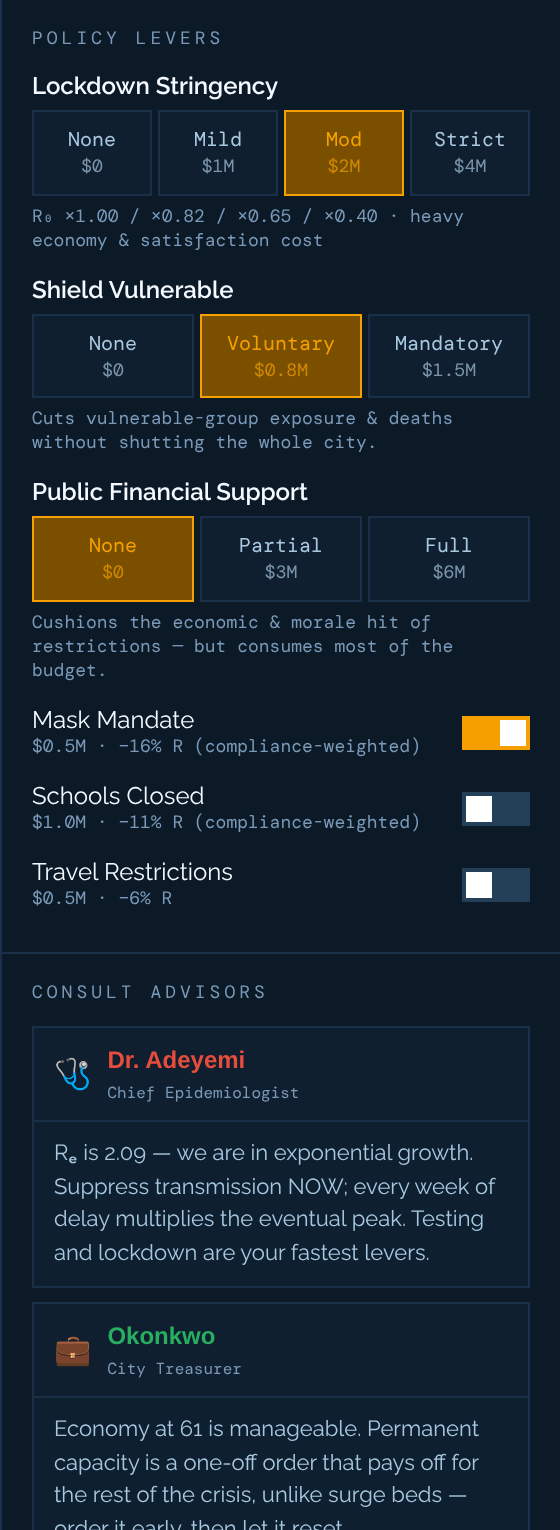 POLICY LEVERS
Lockdown Stringency
None Mild Mod Strict
$0 $1M $2M $4M
R₀ ×1.00 / ×0.82 / ×0.65 / ×0.40 · heavy
economy & satisfaction cost
Shield Vulnerable
None Voluntary Mandatory
$0 $0.8M $1.5M
Cuts vulnerable-group exposure & deaths
without shutting the whole city.
Public Financial Support
None Partial Full
$0 $3M $6M
Cushions the economic & morale hit of
restrictions — but consumes most of the
budget.
Mask Mandate
$0.5M · −16% R (compliance-weighted)
Schools Closed
$1.0M · −11% R (compliance-weighted)
Travel Restrictions
$0.5M · −6% R
CONSULT ADVISORS
Dr. Adeyemi
Chief Epidemiologist
Rₑ is 2.09 — we are in exponential growth.
Suppress transmission NOW; every week of
delay multiplies the eventual peak. Testing
and lockdown are your fastest levers.
Okonkwo
City Treasurer
Economy at 61 is manageable. Permanent
capacity is a one-off order that pays off for
the rest of the crisis, unlike surge beds —
order it early, then let it reset.